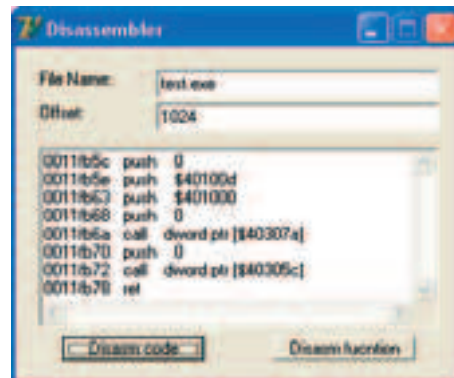 Disassembler
File Name: test.exe
Offset: 1024
0011fb5c push 0
0011fb5e push $40100d
0011fb63 push $401000
0011fb68 push 0
0011fb6a call dword ptr [$40307a]
0011fb70 push 0
0011fb72 call dword ptr [$40305c]
0011fb78 ret
Disasm code Disasm fucntion